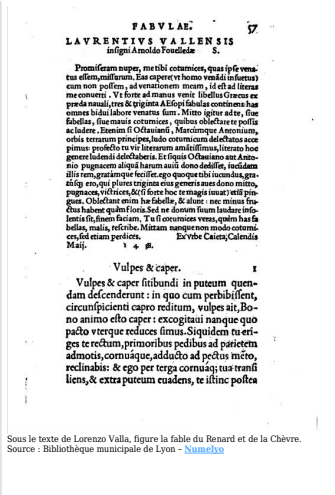 FABVLAE. 57
LAVRENTIVS VALLENSIS
insigni Arnoldo Fouelledæ S.
Promiseram nuper, me tibi coturnices, quas ipse vena-
tus essem, missurum. Eas capere (vt homo venādi insuetus)
cum non possem, ad venationem meam, id est ad literas
me conuerti. Vt forte ad manus venit libellus Græcus ex
præda nauali, tres & triginta AEsopi fabulas continens: has
omnes bidui labore venatus sum. Mitto igitur ad te, siue
fabellas, siue mauis coturnices, quibus oblectare te possis
ac ludere. Etenim si Octauianū, Marcúmque Antonium,
orbis terrarum principes, ludo coturnicum delectatos acce
pimus: profecto tu vir literarum amātissimus, literato hoc
genere ludendi delectaberis. Et siquis Octauiano aut Anto-
nio pugnacem aliquā harum auiū dono dedisset, iucūdam
illis rem, gratāmque fecisset. ego quoque tibi iucunda, gra-
tásq; ero, qui plures triginta eius generis aues dono mitto,
pugnaces, victrices, & (si forte hoc te magis iuuat) etiā pin-
gues. Oblectant enim hæ fabellæ, & alunt: nec minus fru-
ctus habent quàm floris. Sed ne donum suum laudare inso-
lentis sit, finem faciam. Tu si coturnices veras, quàm has fa
bellas, malis, rescribe. Mittam nanque non modo coturni-
ces, sed etiam perdices. Ex vrbe Caieta, Calendis
Maij. 1 4 38.
Vulpes & caper. 1
Vulpes & caper sitibundi in puteum quen-
dam descenderunt: in quo cum perbibissent,
circunspicienti capro reditum, vulpes ait, Bo-
no animo esto caper: excogitaui nanque quo
pacto vterque reduces simus. Siquidem tu eri-
ges te rectum, primoribus pedibus ad parietem
admotis, cornuáque, adducto ad pectus mēto,
reclinabis: & ego per terga cornuáq; tua transi
liens, & extra puteum euadens, te istinc postea
Sous le texte de Lorenzo Valla, figure la fable du Renard et de la Chèvre.
Source : Bibliothèque municipale de Lyon – Numelyo